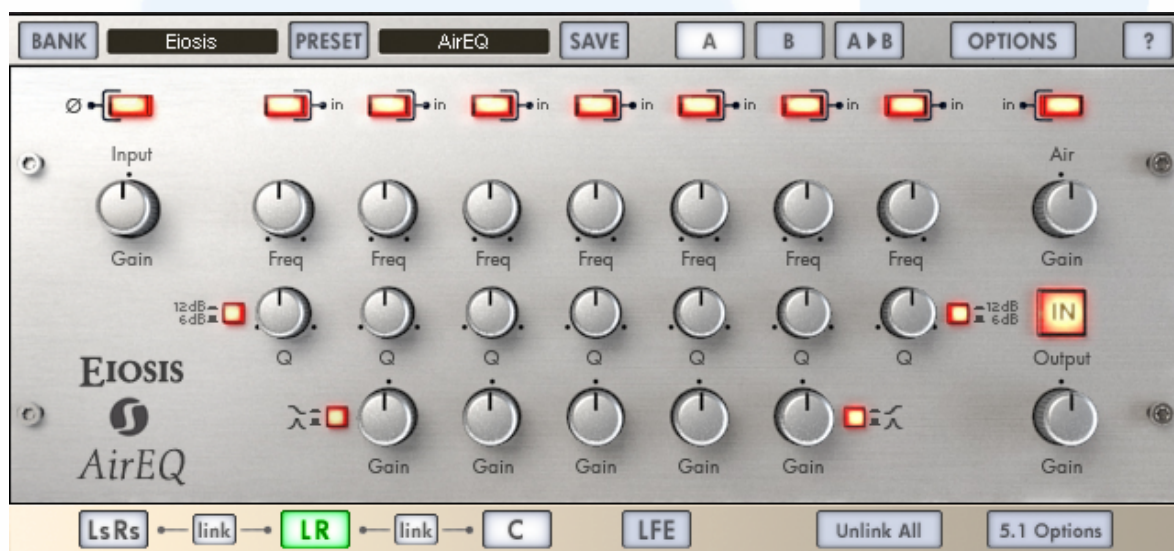 BANK Eiosis PRESET AirEQ SAVE A B A▶B OPTIONS ?
Ø in in in in in in in in
Input Air
Gain Freq Freq Freq Freq Freq Freq Freq Gain
12dB 12dB
6dB 6dB
IN
Q Q Q Q Q Q Q Output
EIOSIS
AirEQ
Gain Gain Gain Gain Gain Gain
LsRs link LR link C LFE Unlink All 5.1 Options